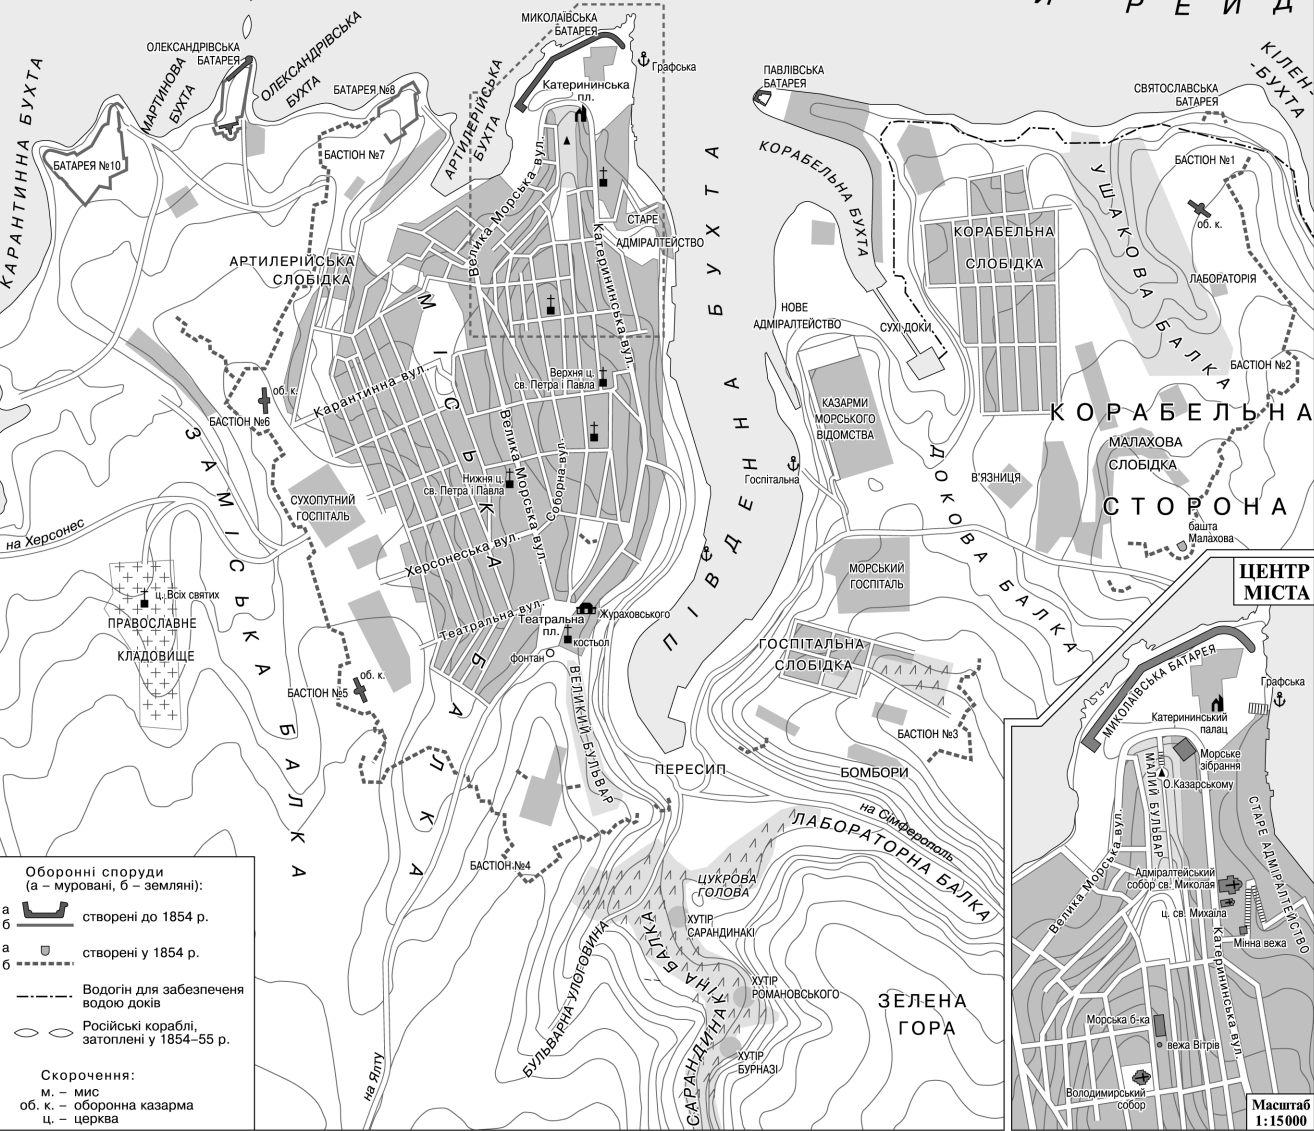 Й Р Е Й Д
МИКОЛАЇВСЬКА
БАТАРЕЯ
ОЛЕКСАНДРІВСЬКА
БАТАРЕЯ
КАРАНТИННА БУХТА
МАРТИНОВА
БУХТА
ОЛЕКСАНДРІВСЬКА
БУХТА
БАТАРЕЯ №8
АРТИЛЕРІЙСЬКА
БУХТА
Графська
Катерининська
пл.
ПАВЛІВСЬКА
БАТАРЕЯ
СВЯТОСЛАВСЬКА
БАТАРЕЯ
КІЛЕН-
-БУХТА
БАТАРЕЯ №10
БАСТІОН №7
КОРАБЕЛЬНА БУХТА
БАСТІОН №1
об. к.
УШАКОВА БАЛКА
Велика Морська вул.
Катерининська вул.
СТАРЕ
АДМІРАЛТЕЙСТВО
КОРАБЕЛЬНА
СЛОБІДКА
ЛАБОРАТОРІЯ
АРТИЛЕРІЙСЬКА
СЛОБІДКА
ПІВДЕННА БУХТА
НОВЕ
АДМІРАЛТЕЙСТВО
СУХІ ДОКИ
БАСТІОН №2
МІСЬКА БАЛКА
Карантинна вул.
Верхня ц.
св. Петра і Павла
об. к.
БАСТІОН №6
КАЗАРМИ
МОРСЬКОГО
ВІДОМСТВА
КОРАБЕЛЬНА
СТОРОНА
МАЛАХОВА
СЛОБІДКА
Велика Морська вул.
Соборна вул.
Госпітальна
В'ЯЗНИЦЯ
ДОКОВА БАЛКА
Нижня ц.
св. Петра і Павла
СУХОПУТНИЙ
ГОСПІТАЛЬ
ЗАМІСЬКА БАЛКА
на Херсонес
башта
Малахова
Херсонеська вул.
МОРСЬКИЙ
ГОСПІТАЛЬ
ц. Всіх святих
ПРАВОСЛАВНЕ
КЛАДОВИЩЕ
Театральна вул.
Театральна
пл.
Жураховського
костьол
фонтан
ГОСПІТАЛЬНА
СЛОБІДКА
БАСТІОН №5
об. к.
ВЕЛИКИЙ БУЛЬВАР
БАСТІОН №3
ПЕРЕСИП
БОМБОРИ
на Сімферополь
ЛАБОРАТОРНА БАЛКА
БАСТІОН №4
ЦУКРОВА
ГОЛОВА
ХУТІР
САРАНДИНАКІ
БУЛЬВАРНА УЛОГОВИНА
САРАНДИНАКІНА БАЛКА
ХУТІР
РОМАНОВСЬКОГО
ЗЕЛЕНА
ГОРА
ХУТІР
БУРНАЗІ
на Ялту
Оборонні споруди
(а – муровані, б – земляні):
а
б
створені до 1854 р.
а
б
створені у 1854 р.
Водогін для забезпеченя
водою доків
Російські кораблі,
затоплені у 1854–55 р.
Скорочення:
м. – мис
об. к. – оборонна казарма
ц. – церква
ЦЕНТР
МІСТА
МИКОЛАЇВСЬКА БАТАРЕЯ
Графська
Катерининський
палац
Морське
зібрання
О.Казарському
МАЛИЙ БУЛЬВАР
СТАРЕ АДМІРАЛТЕЙСТВО
Велика Морська вул.
Адміралтейський
собор св. Миколая
ц. св. Михаїла
Мінна вежа
Катерининська вул.
Морська б-ка
вежа Вітрів
Володимирський
собор
Масштаб
1:15000